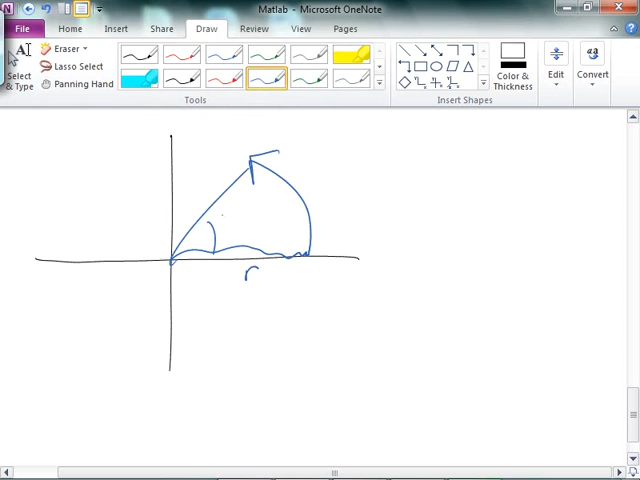 Matlab - Microsoft OneNote
File Home Insert Share Draw Review View Pages
Select & Type
Eraser
Lasso Select
Panning Hand
Tools
Insert Shapes
Color & Thickness
Edit
Convert
r